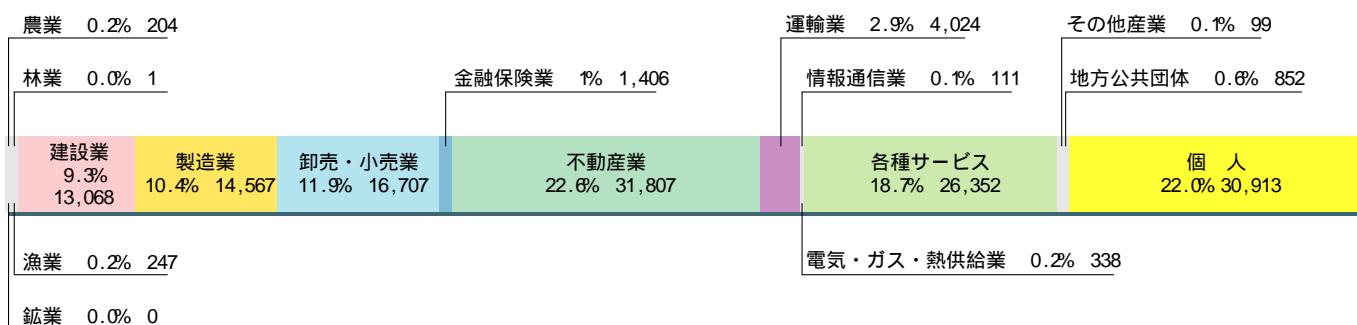 農業 0.2% 204
運輸業 2.9% 4,024
その他産業 0.1% 99
林業 0.0% 1
金融保険業 1% 1,406
情報通信業 0.1% 111
地方公共団体 0.6% 852
建設業
9.3%
13,068
製造業
10.4% 14,567
卸売・小売業
11.9% 16,707
不動産業
22.6% 31,807
各種サービス
18.7% 26,352
個 人
22.0% 30,913
漁業 0.2% 247
電気・ガス・熱供給業 0.2% 338
鉱業 0.0% 0